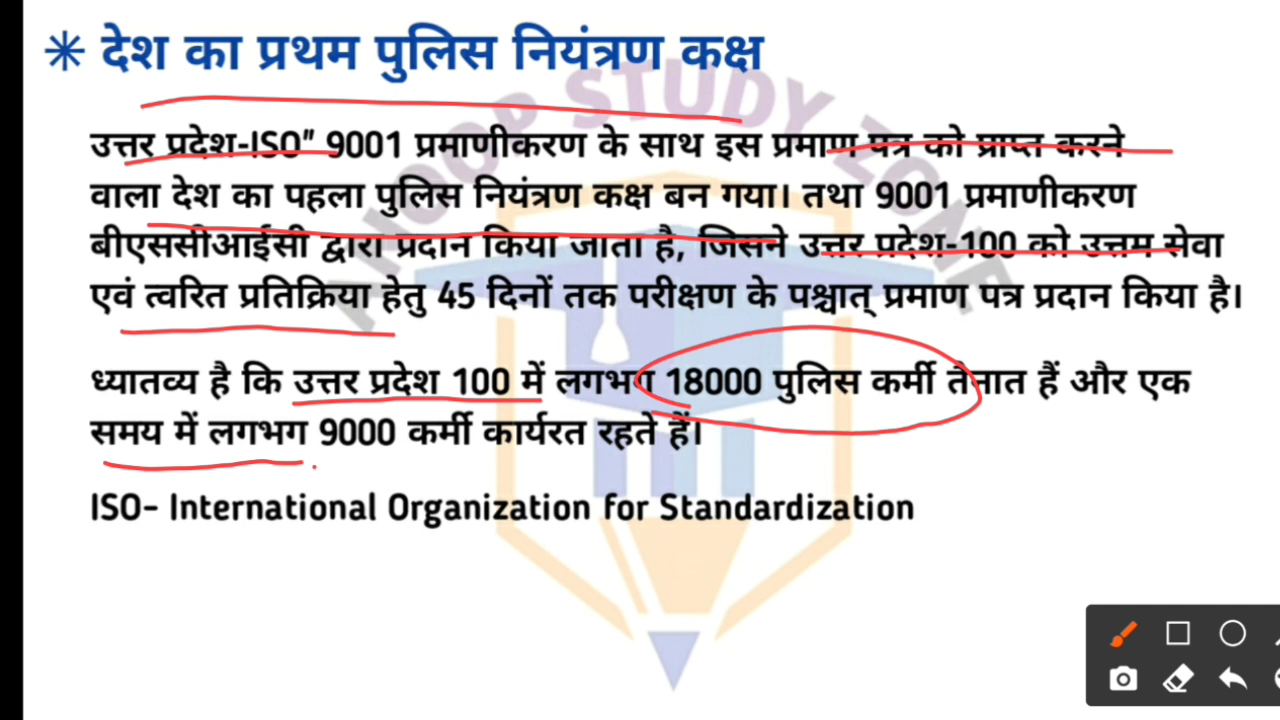 ✳ देश का प्रथम पुलिस नियंत्रण कक्ष
ANOOP STUDY ZONE
उत्तर प्रदेश-ISO" 9001 प्रमाणीकरण के साथ इस प्रमाण पत्र को प्राप्त करने
वाला देश का पहला पुलिस नियंत्रण कक्ष बन गया। तथा 9001 प्रमाणीकरण
बीएससीआईसी द्वारा प्रदान किया जाता है, जिसने उत्तर प्रदेश-100 को उत्तम सेवा
एवं त्वरित प्रतिक्रिया हेतु 45 दिनों तक परीक्षण के पश्चात् प्रमाण पत्र प्रदान किया है।
ध्यातव्य है कि उत्तर प्रदेश 100 में लगभग 18000 पुलिस कर्मी तैनात हैं और एक
समय में लगभग 9000 कर्मी कार्यरत रहते हैं।
ISO- International Organization for Standardization